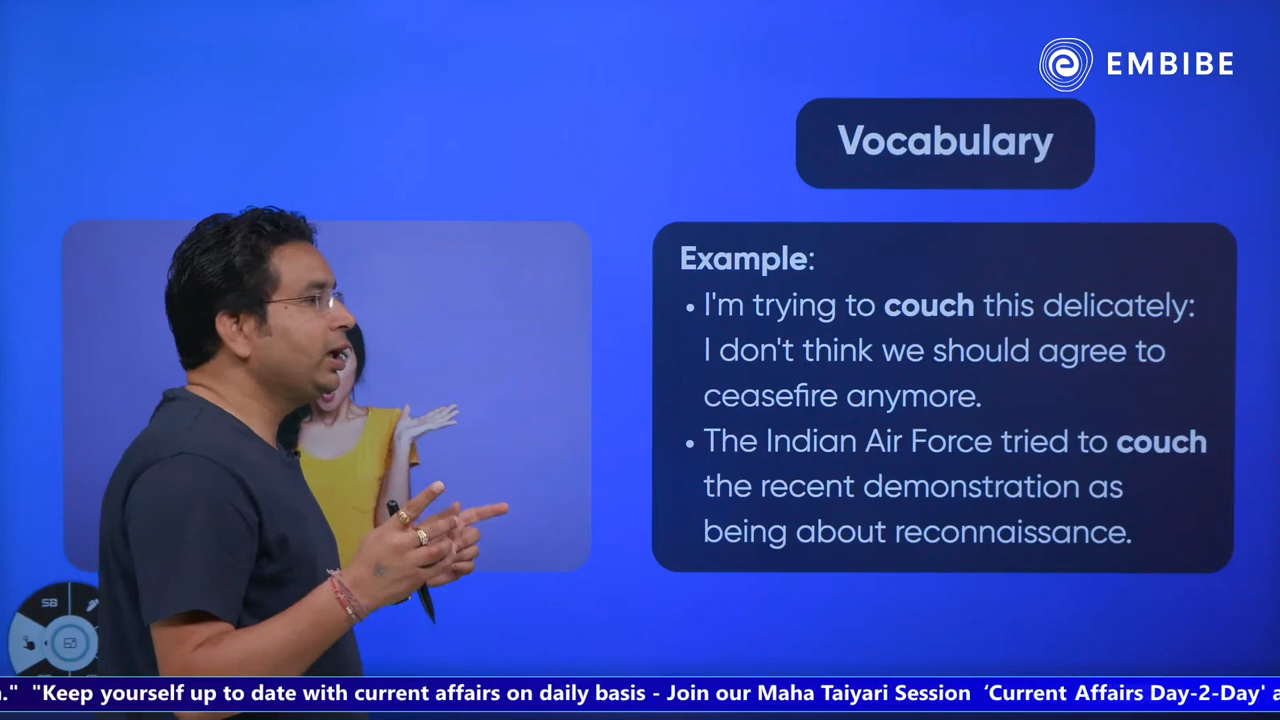 EMBIBE
Vocabulary
Example:
• I'm trying to couch this delicately:
I don't think we should agree to
ceasefire anymore.
• The Indian Air Force tried to couch
the recent demonstration as
being about reconnaissance.
SB
." "Keep yourself up to date with current affairs on daily basis - Join our Maha Taiyari Session ‘Current Affairs Day-2-Day' a